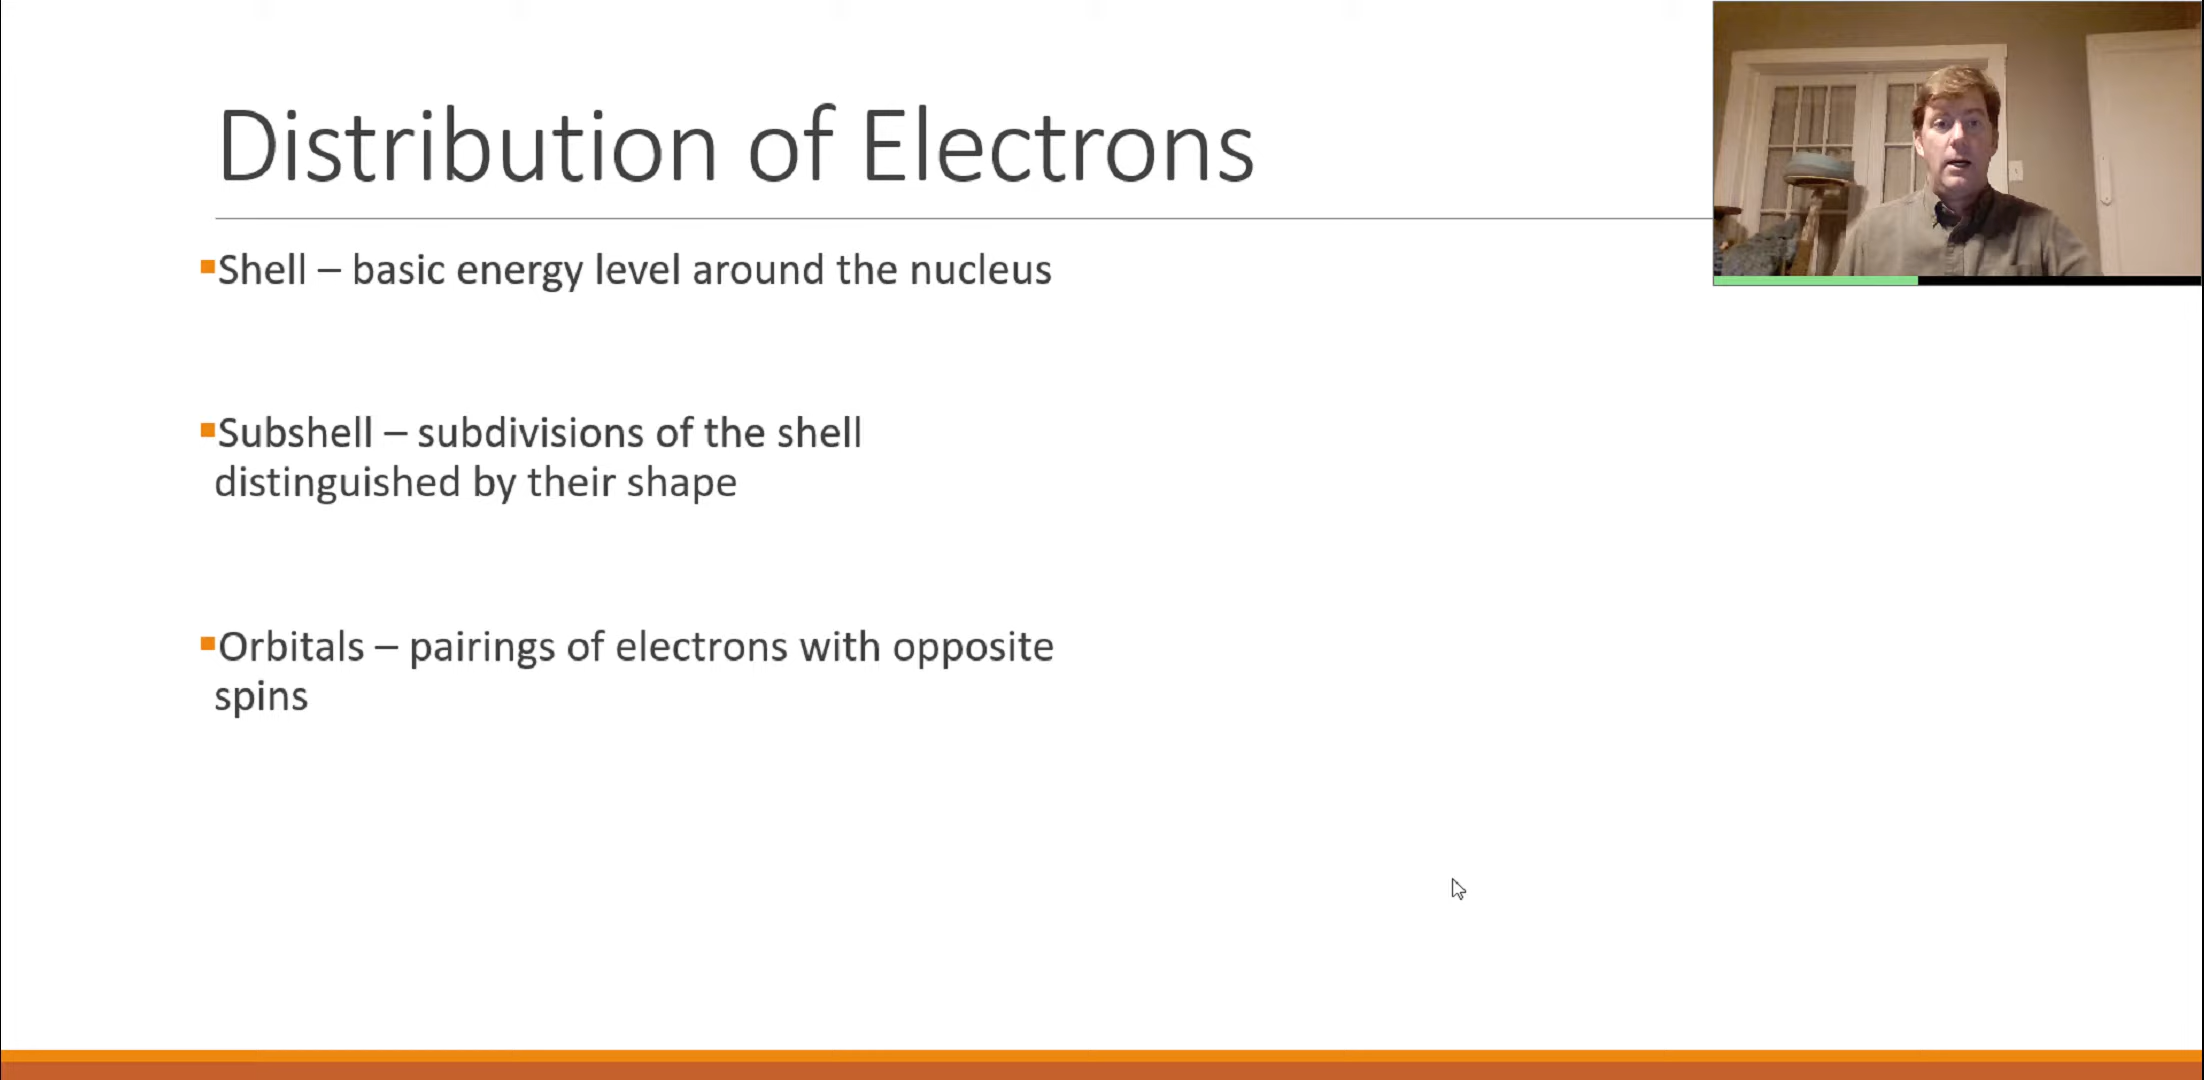 Distribution of Electrons
Shell – basic energy level around the nucleus
Subshell – subdivisions of the shell
distinguished by their shape
Orbitals – pairings of electrons with opposite
spins